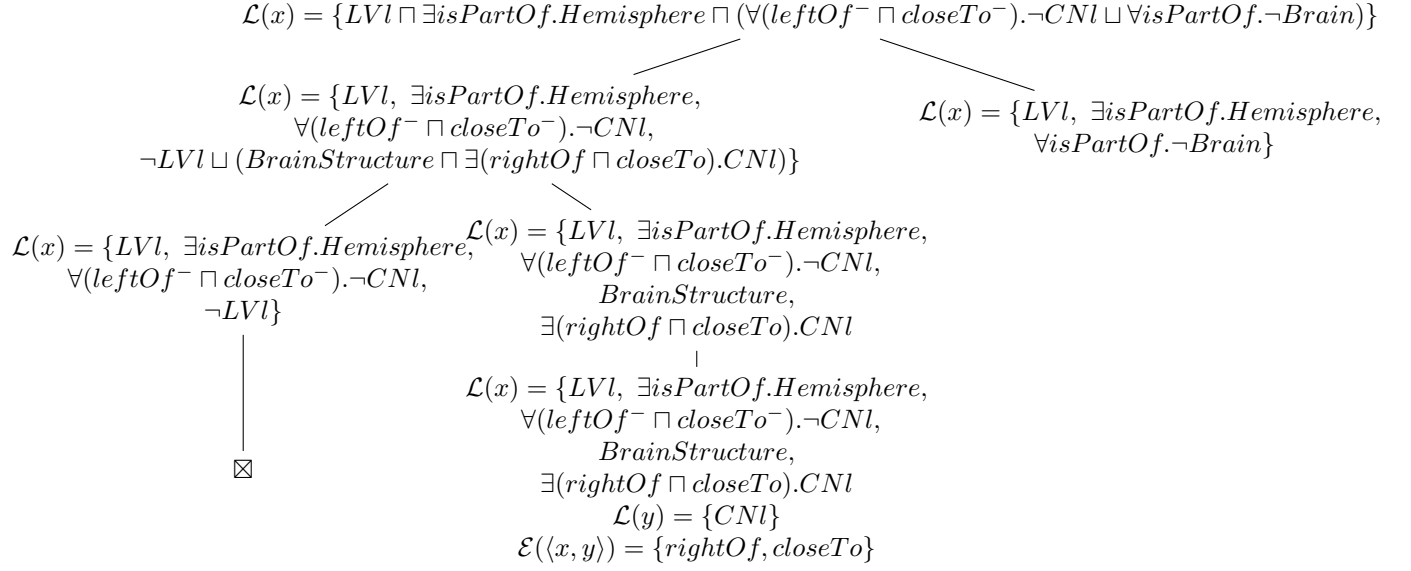 ℒ(x) = {LVl ⊓ ∃isPartOf.Hemisphere ⊓ (∀(leftOf⁻ ⊓ closeTo⁻).¬CNl ⊔ ∀isPartOf.¬Brain)}
ℒ(x) = {LVl, ∃isPartOf.Hemisphere,
∀(leftOf⁻ ⊓ closeTo⁻).¬CNl,
¬LVl ⊔ (BrainStructure ⊓ ∃(rightOf ⊓ closeTo).CNl)}
ℒ(x) = {LVl, ∃isPartOf.Hemisphere,
∀isPartOf.¬Brain}
ℒ(x) = {LVl, ∃isPartOf.Hemisphere,
∀(leftOf⁻ ⊓ closeTo⁻).¬CNl,
¬LVl}
⊠
ℒ(x) = {LVl, ∃isPartOf.Hemisphere,
∀(leftOf⁻ ⊓ closeTo⁻).¬CNl,
BrainStructure,
∃(rightOf ⊓ closeTo).CNl
ℒ(x) = {LVl, ∃isPartOf.Hemisphere,
∀(leftOf⁻ ⊓ closeTo⁻).¬CNl,
BrainStructure,
∃(rightOf ⊓ closeTo).CNl
ℒ(y) = {CNl}
ℰ(⟨x, y⟩) = {rightOf, closeTo}